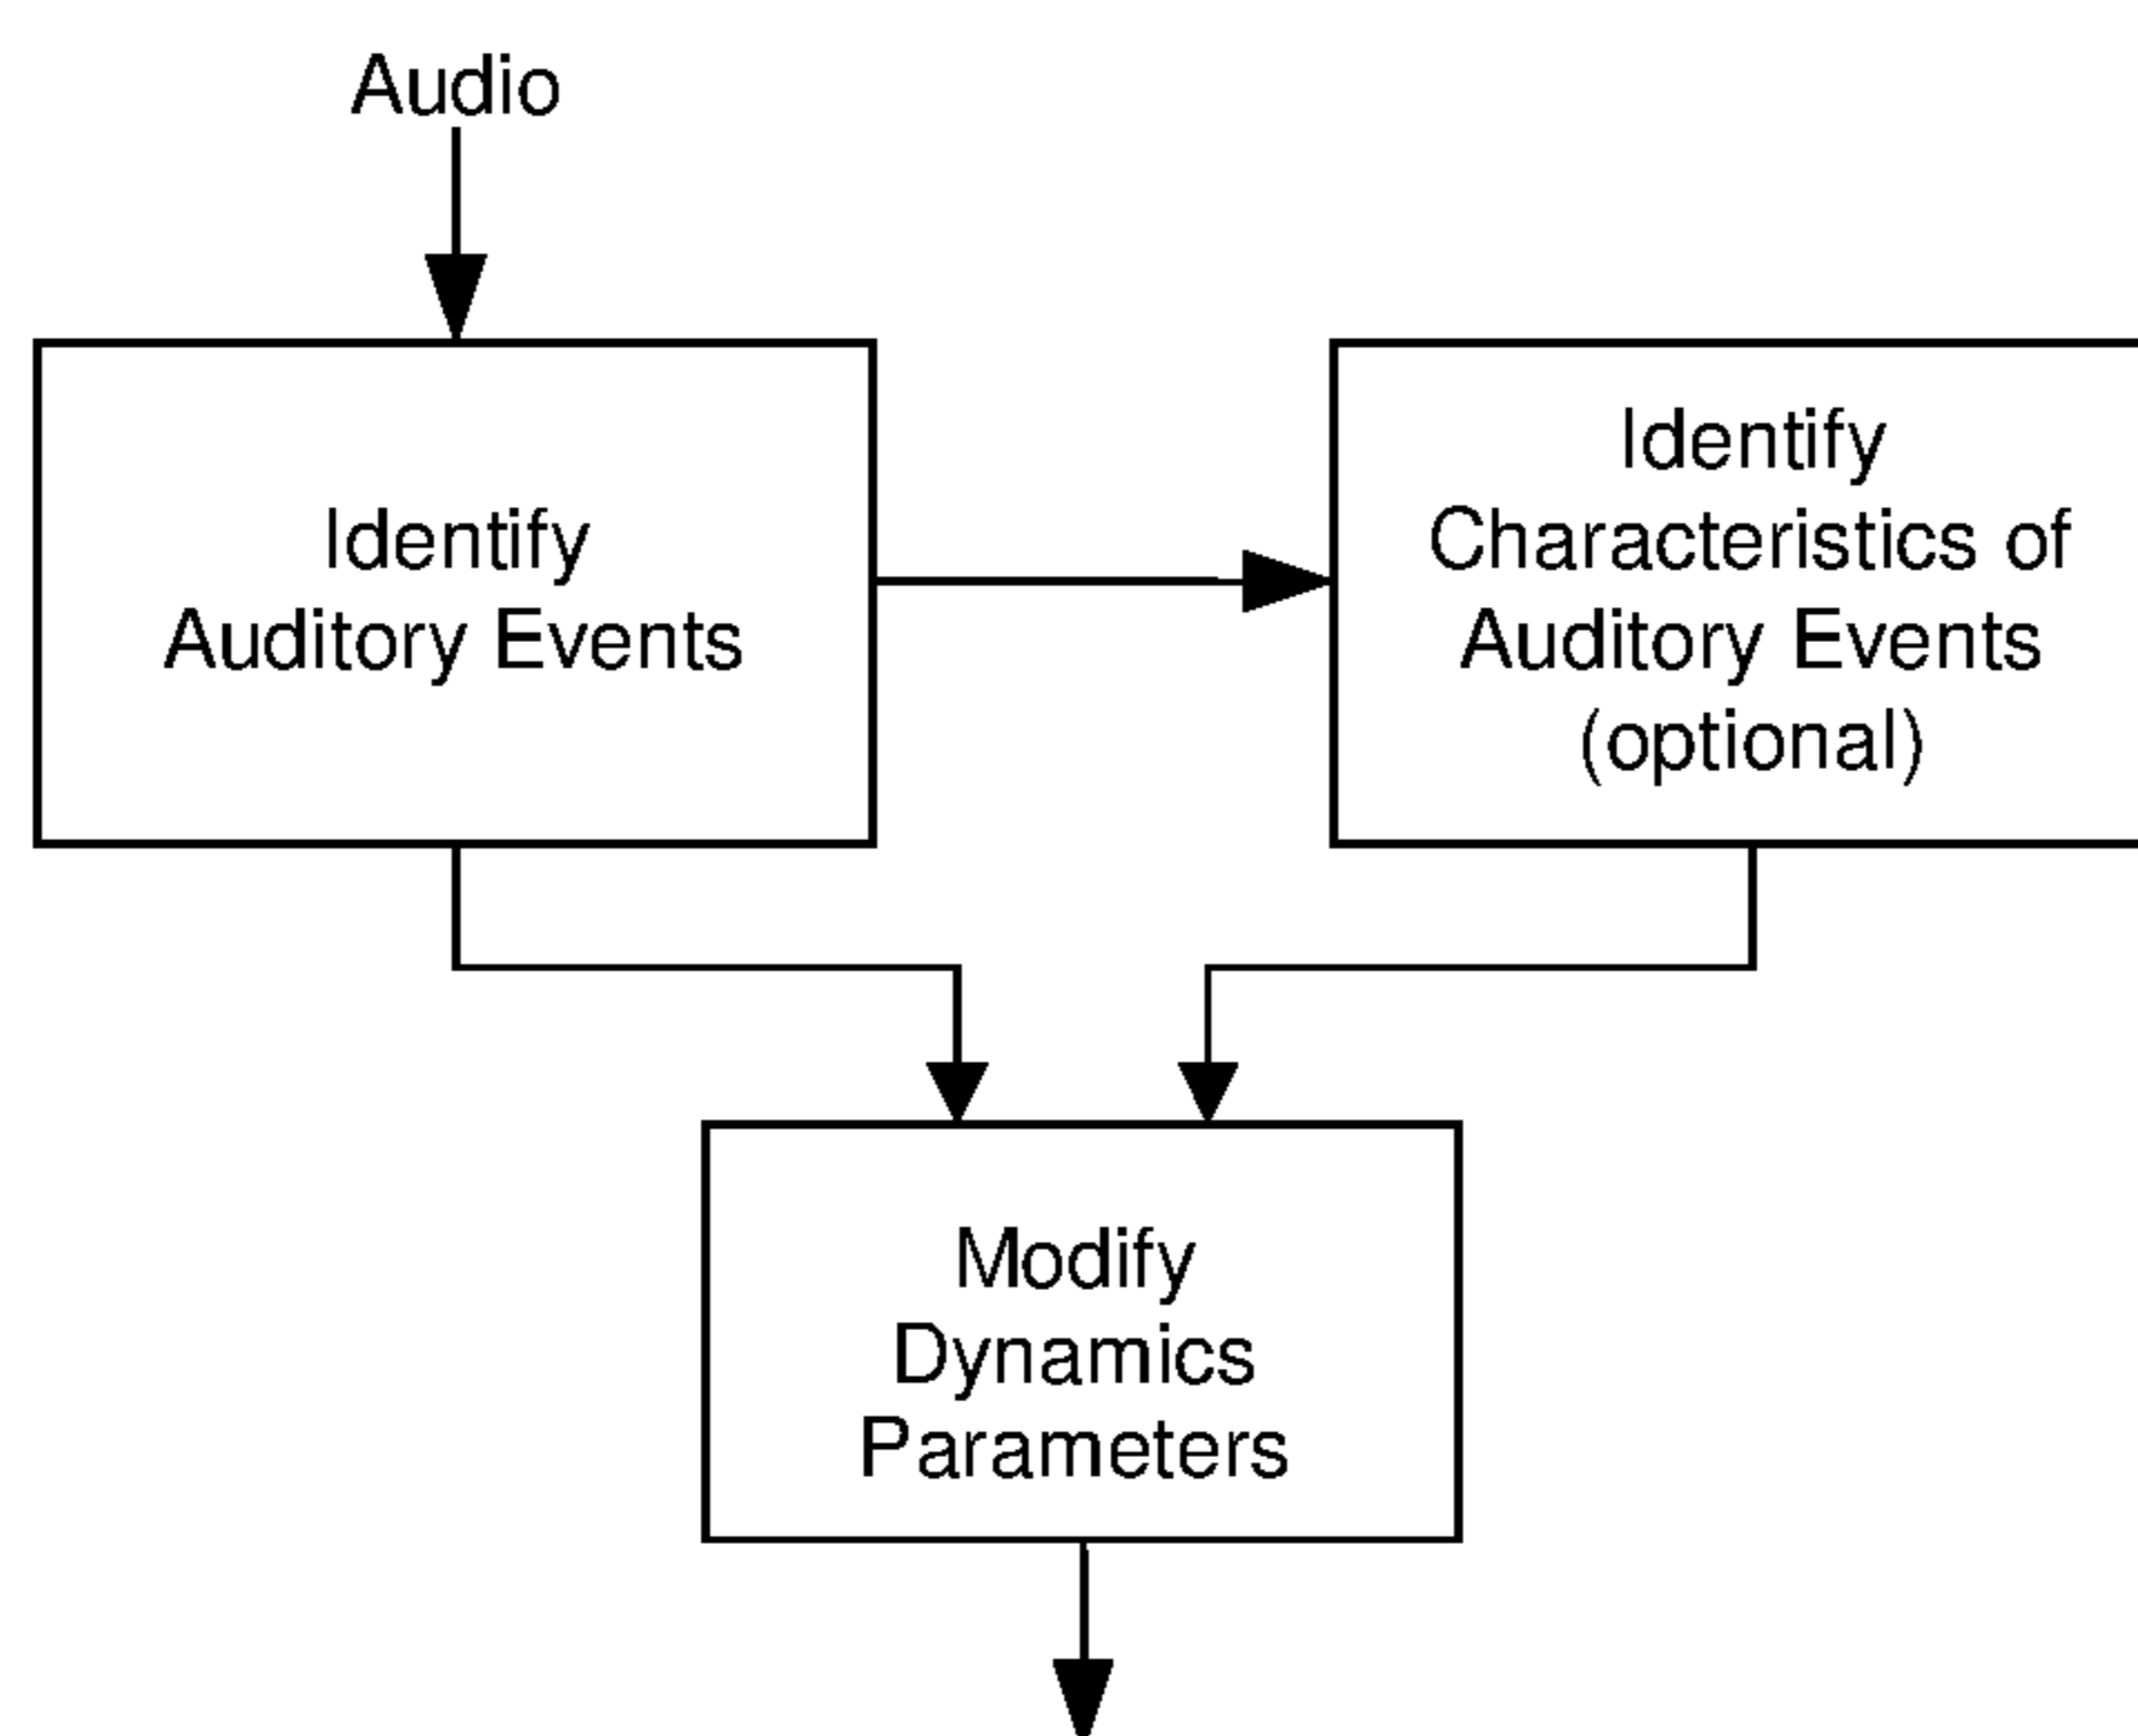 Audio
Identify
Auditory Events
Identify
Characteristics of
Auditory Events
(optional)
Modify
Dynamics
Parameters